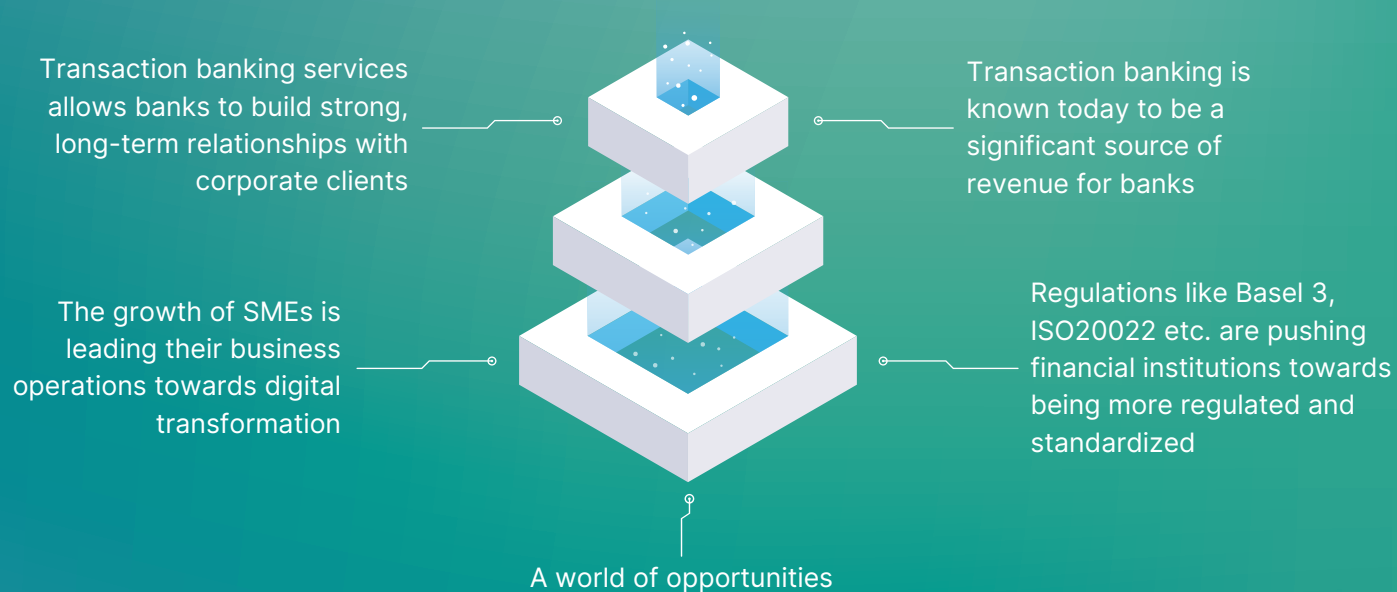 Transaction banking services
allows banks to build strong,
long-term relationships with
corporate clients
Transaction banking is
known today to be a
significant source of
revenue for banks
The growth of SMEs is
leading their business
operations towards digital
transformation
Regulations like Basel 3,
ISO20022 etc. are pushing
financial institutions towards
being more regulated and
standardized
A world of opportunities